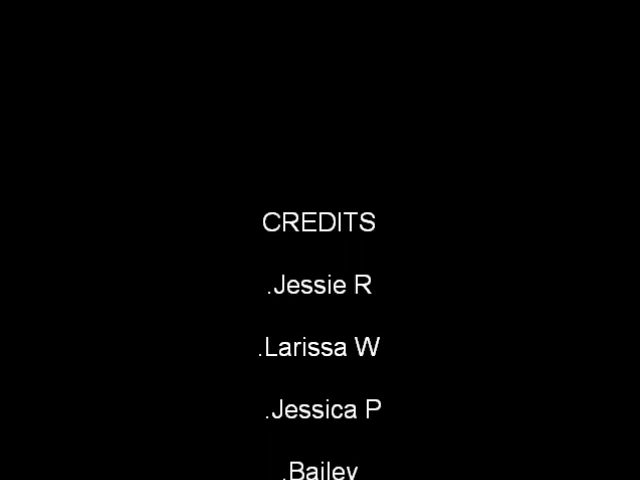 CREDITS
.Jessie R
.Larissa W
.Jessica P
.Bailey